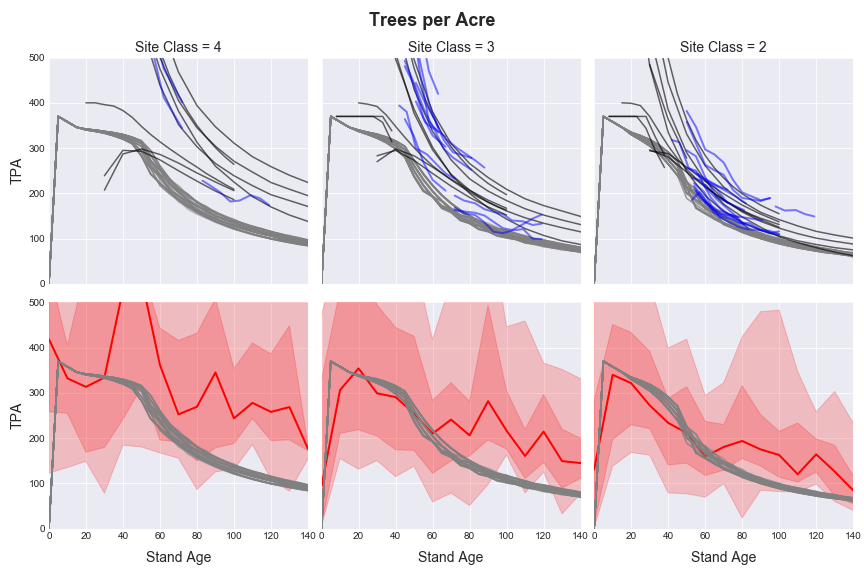 Trees per Acre
Site Class = 4
Site Class = 3
Site Class = 2
500
400
300
200
100
0
TPA
500
400
300
200
100
0
TPA
0 20 40 60 80 100 120 140
0 20 40 60 80 100 120 140
0 20 40 60 80 100 120 140
Stand Age
Stand Age
Stand Age